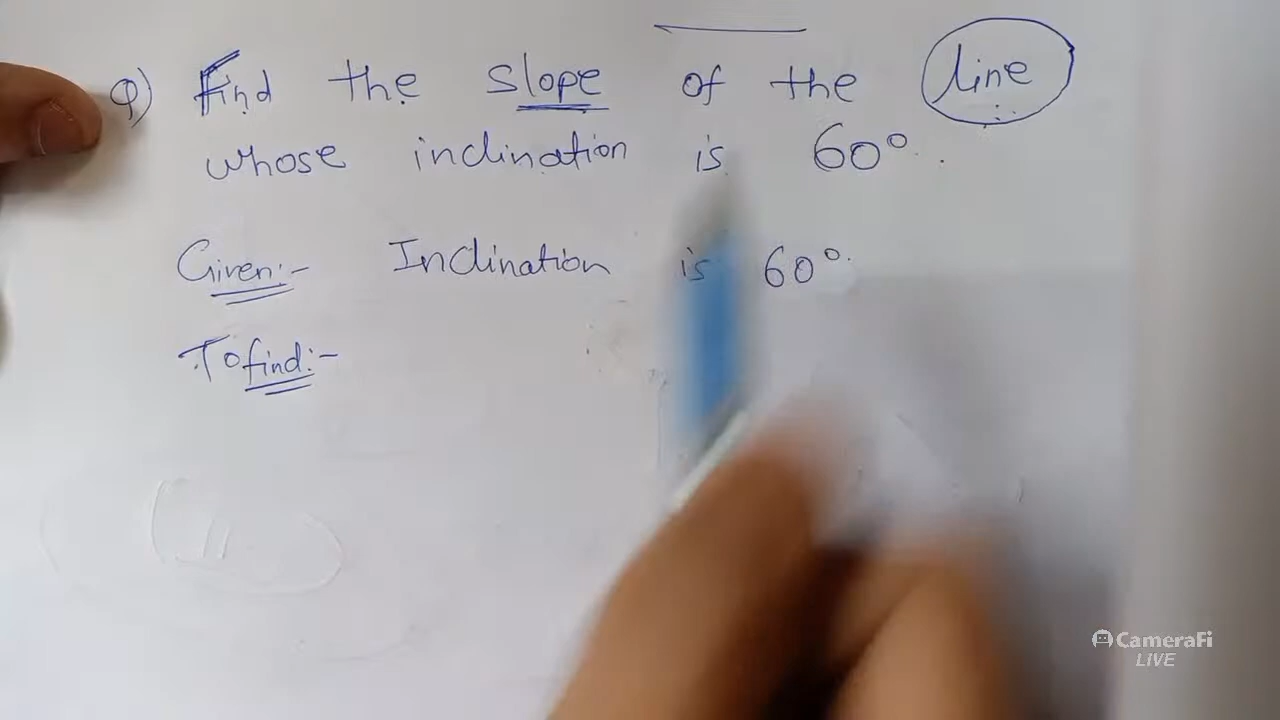 Q) Find the slope of the line
whose inclination is 60°.
Given:- Inclination is 60°.
To find:-
CameraFi
LIVE